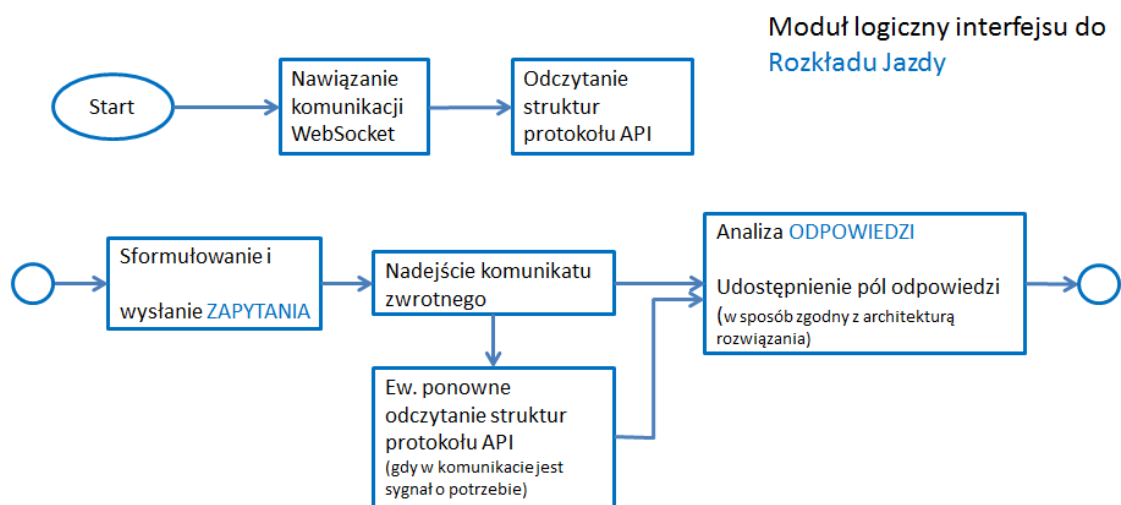 Moduł logiczny interfejsu do
Rozkładu Jazdy
Start
Nawiązanie
komunikacji
WebSocket
Odczytanie
struktur
protokołu API
Sformułowanie i
wysłanie ZAPYTANIA
Nadejście komunikatu
zwrotnego
Analiza ODPOWIEDZI
Udostępnienie pól odpowiedzi
(w sposób zgodny z architekturą
rozwiązania)
Ew. ponowne
odczytanie struktur
protokołu API
(gdy w komunikacie jest
sygnał o potrzebie)